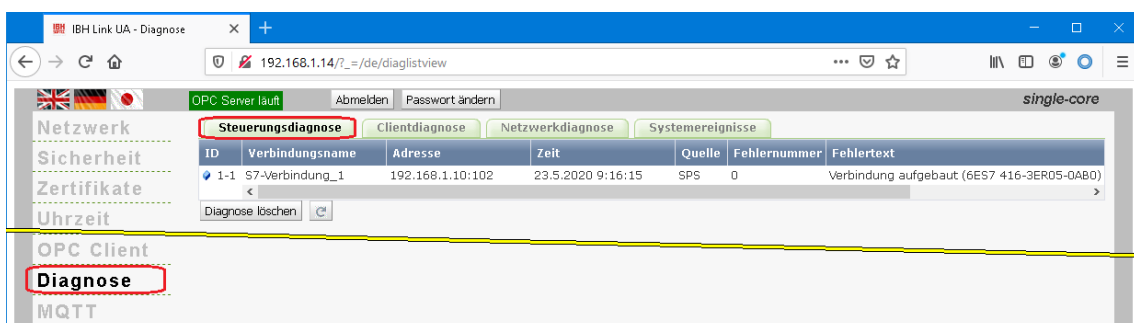 IBH Link UA - Diagnose
192.168.1.14/?_=/de/diaglistview
OPC Server läuft Abmelden Passwort ändern single-core
Netzwerk
Sicherheit
Zertifikate
Uhrzeit
OPC Client
Diagnose
MQTT
Steuerungsdiagnose Clientdiagnose Netzwerkdiagnose Systemereignisse
ID Verbindungsname Adresse Zeit Quelle Fehlernummer Fehlertext
1-1 S7-Verbindung_1 192.168.1.10:102 23.5.2020 9:16:15 SPS 0 Verbindung aufgebaut (6ES7 416-3ER05-0AB0)
Diagnose löschen